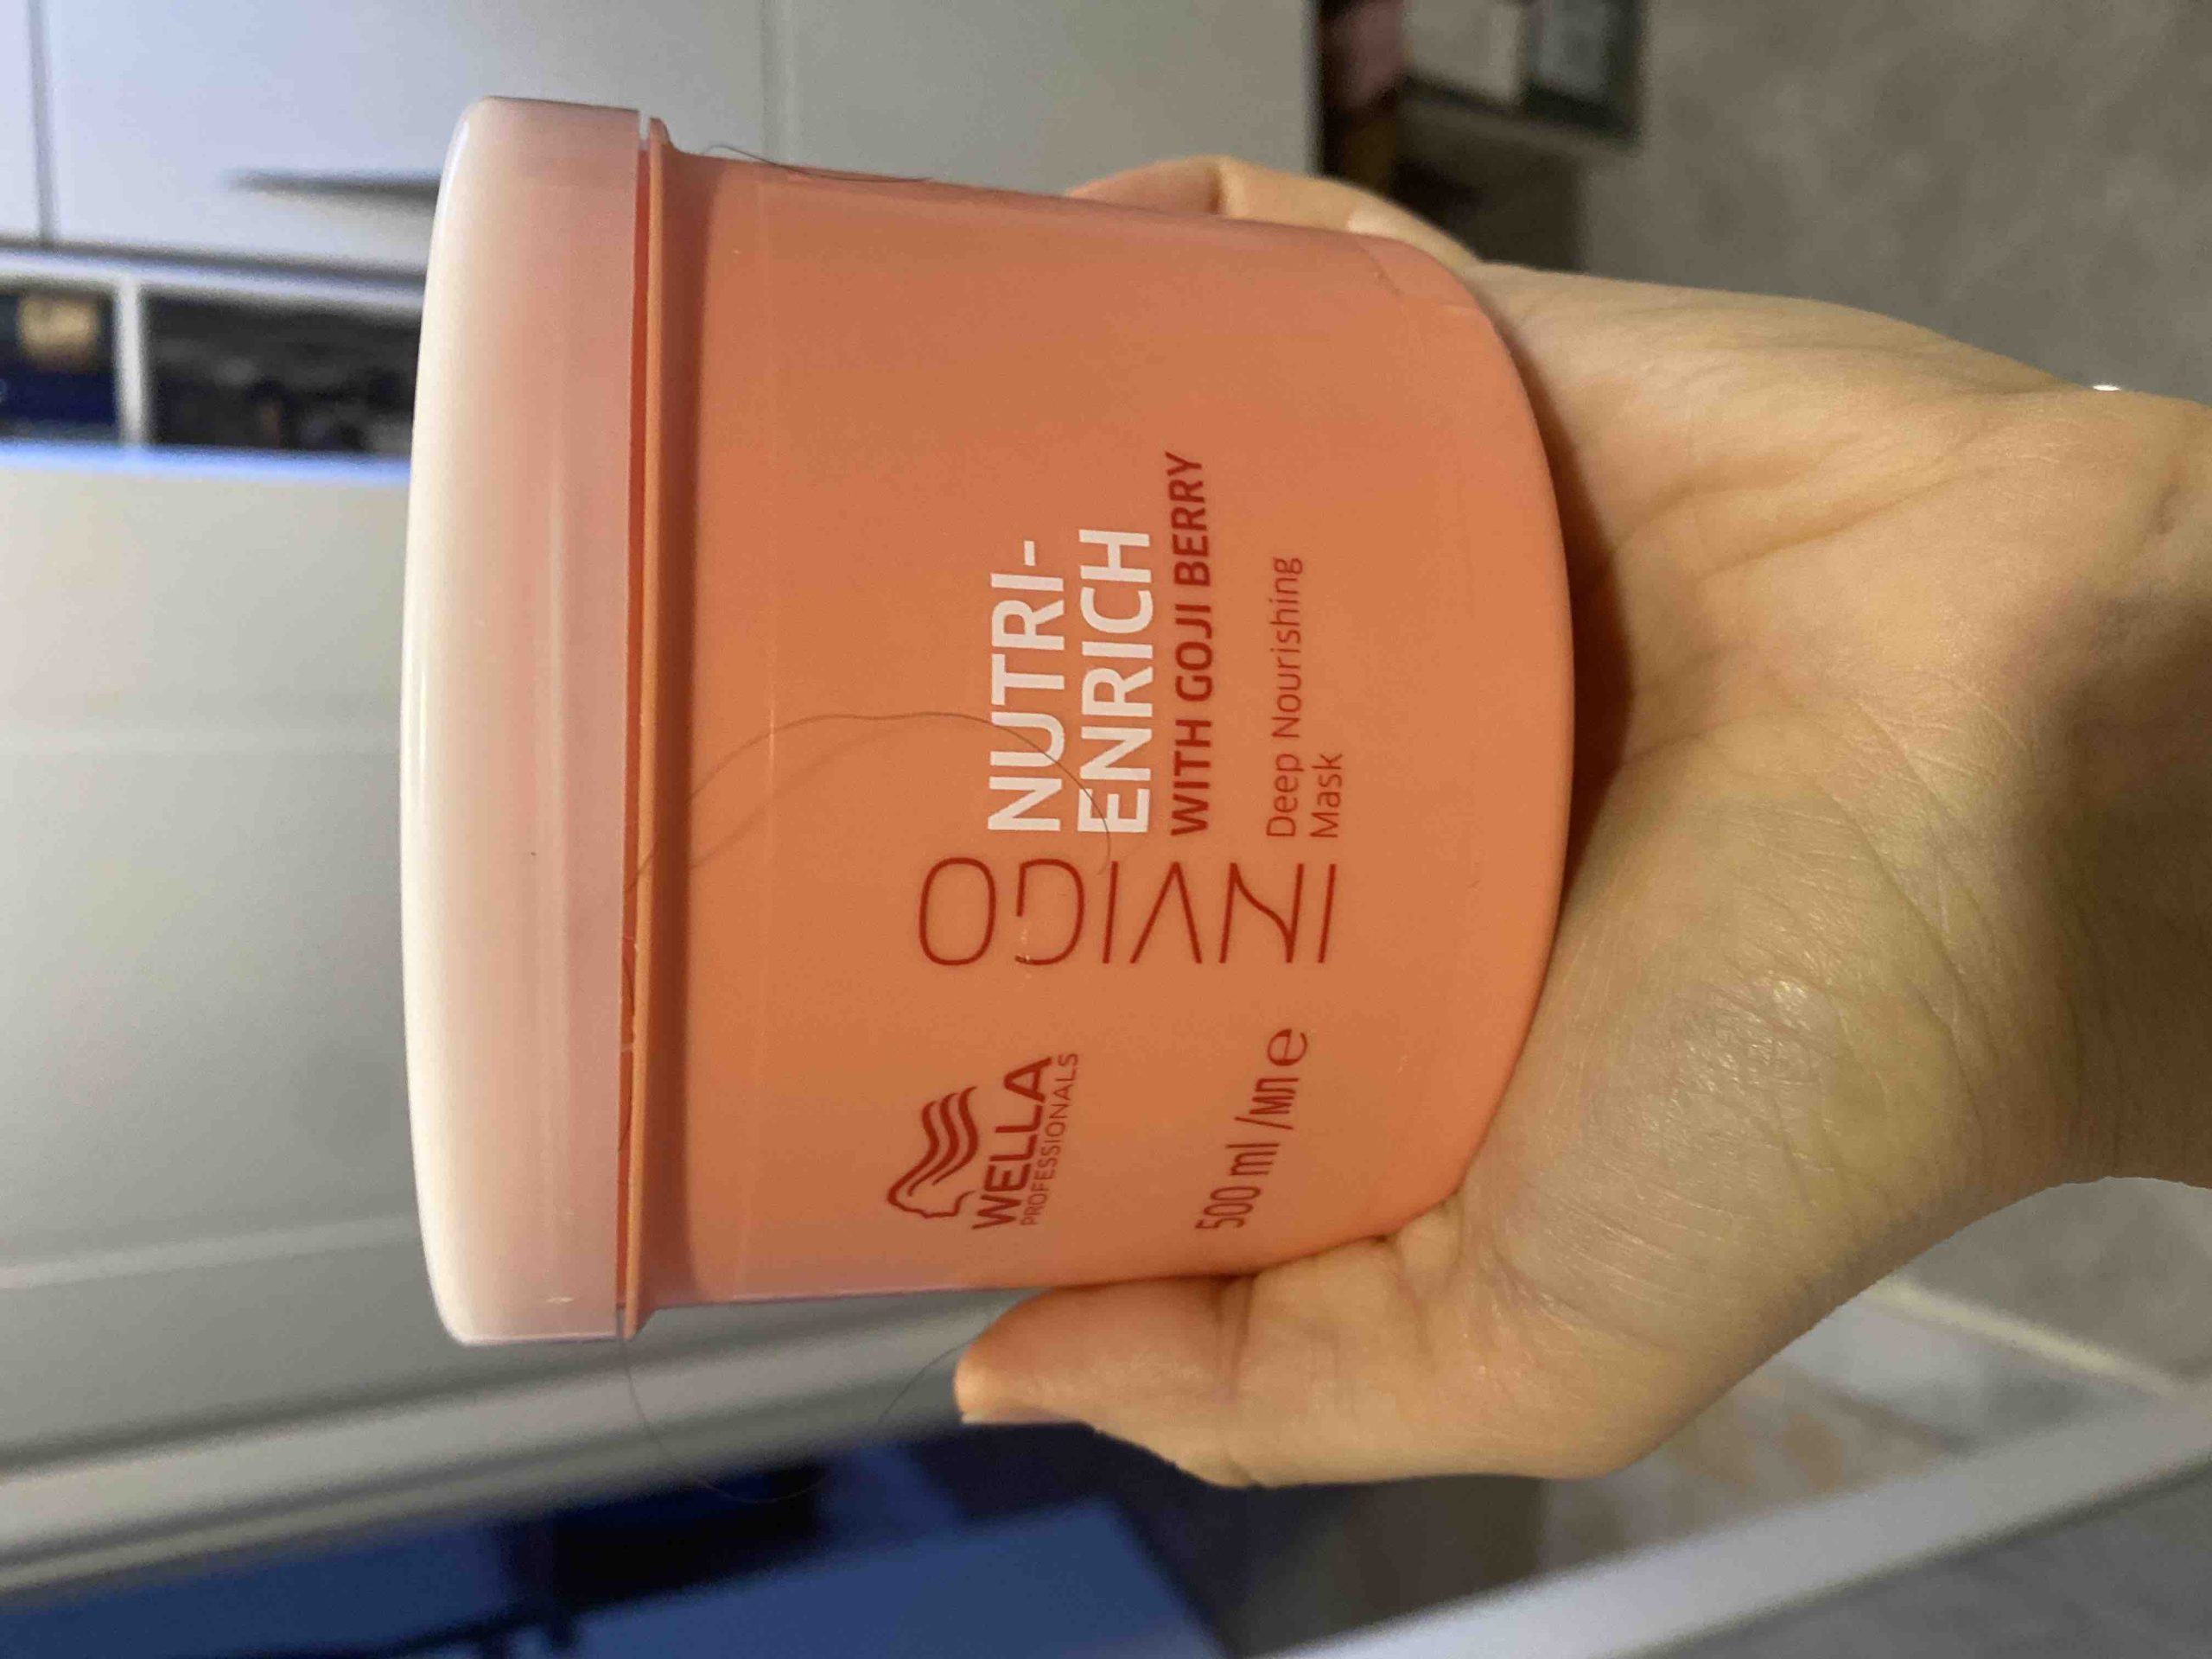 WELLA
PROFESSIONALS
500 ml /мл e
INVIGO
NUTRI-
ENRICH
WITH GOJI BERRY
Deep Nourishing
Mask